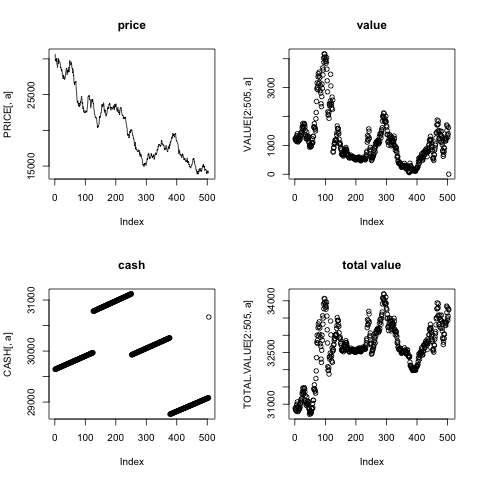 price
PRICE[, a]
25000
15000
0 100 200 300 400 500
Index
value
VALUE[2:505, a]
3000
1000
0
0 100 200 300 400 500
Index
cash
CASH[, a]
31000
30000
29000
0 100 200 300 400 500
Index
total value
TOTAL.VALUE[2:505, a]
34000
32500
31000
0 100 200 300 400 500
Index